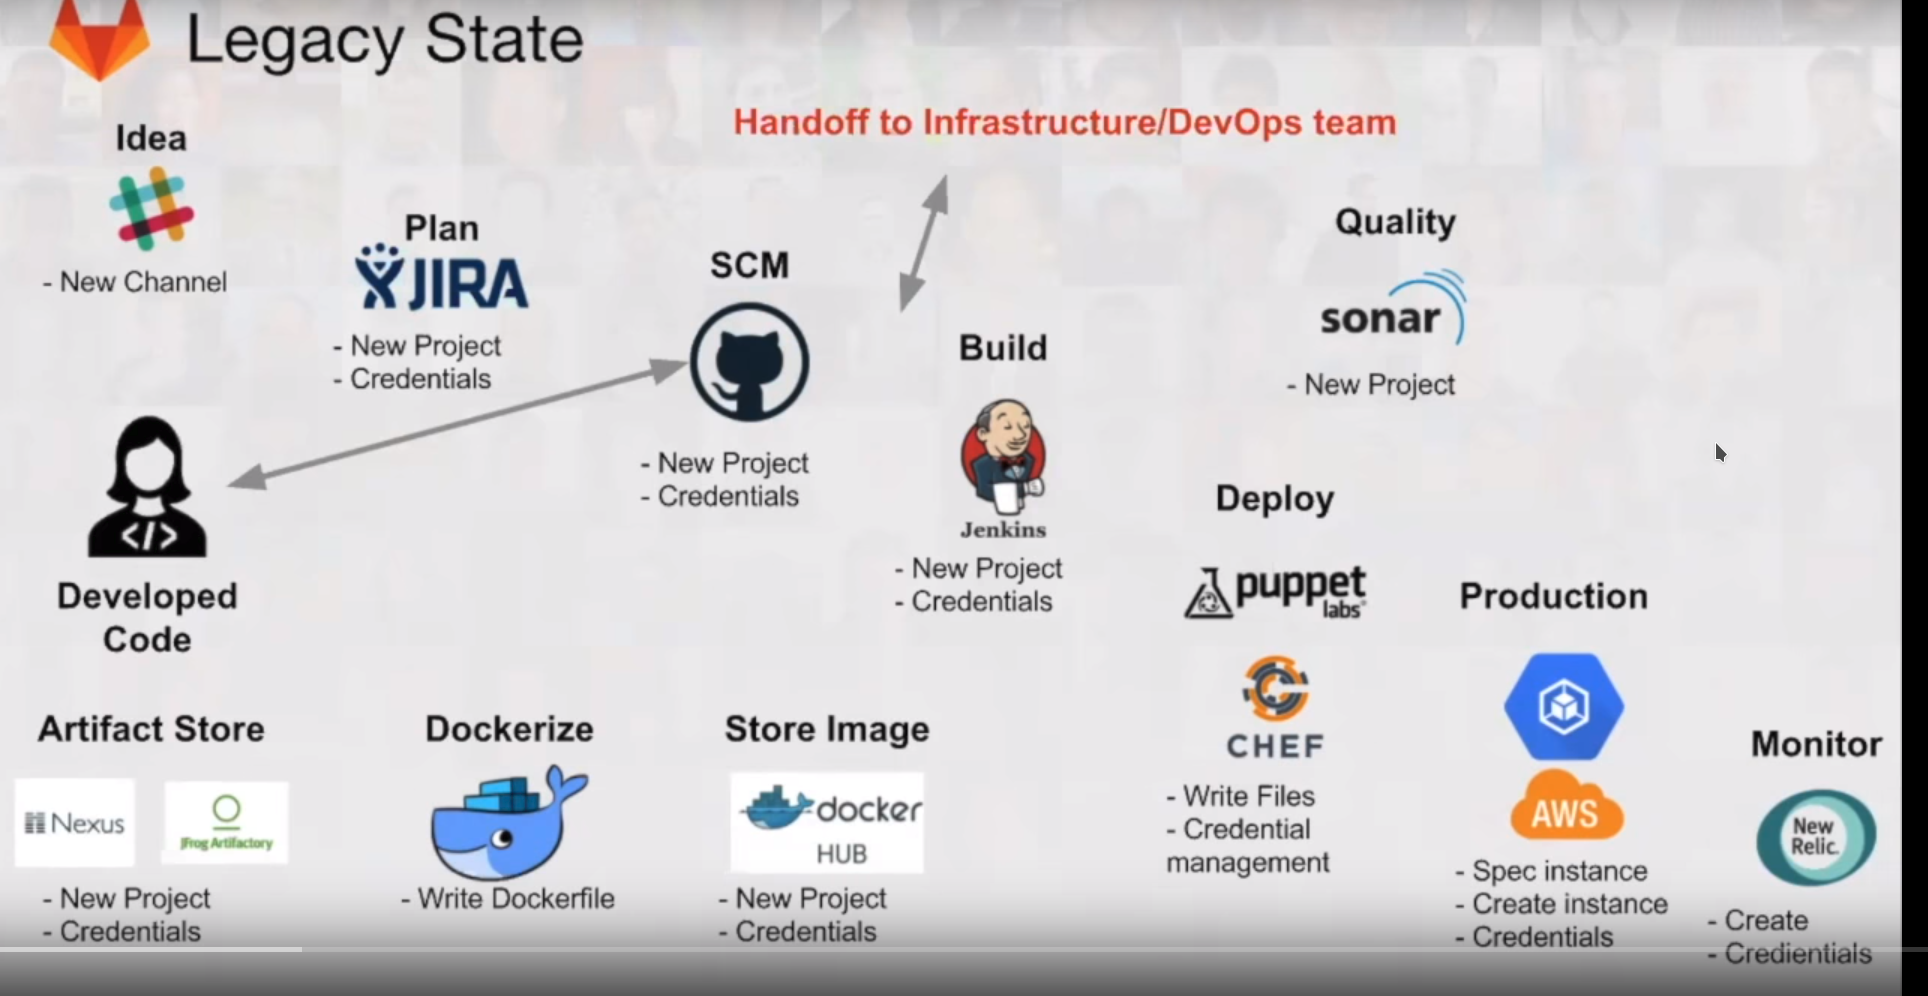 Legacy State
Handoff to Infrastructure/DevOps team
Idea
- New Channel
Plan
JIRA
- New Project
- Credentials
SCM
- New Project
- Credentials
Build
Jenkins
- New Project
- Credentials
Quality
sonar
- New Project
</>
Developed
Code
Deploy
puppet
labs
CHEF
- Write Files
- Credential
management
Production
AWS
- Spec instance
- Create instance
- Credentials
Monitor
New
Relic.
- Create
- Credientials
Artifact Store
Nexus
JFrog Artifactory
- New Project
- Credentials
Dockerize
- Write Dockerfile
Store Image
docker
HUB
- New Project
- Credentials